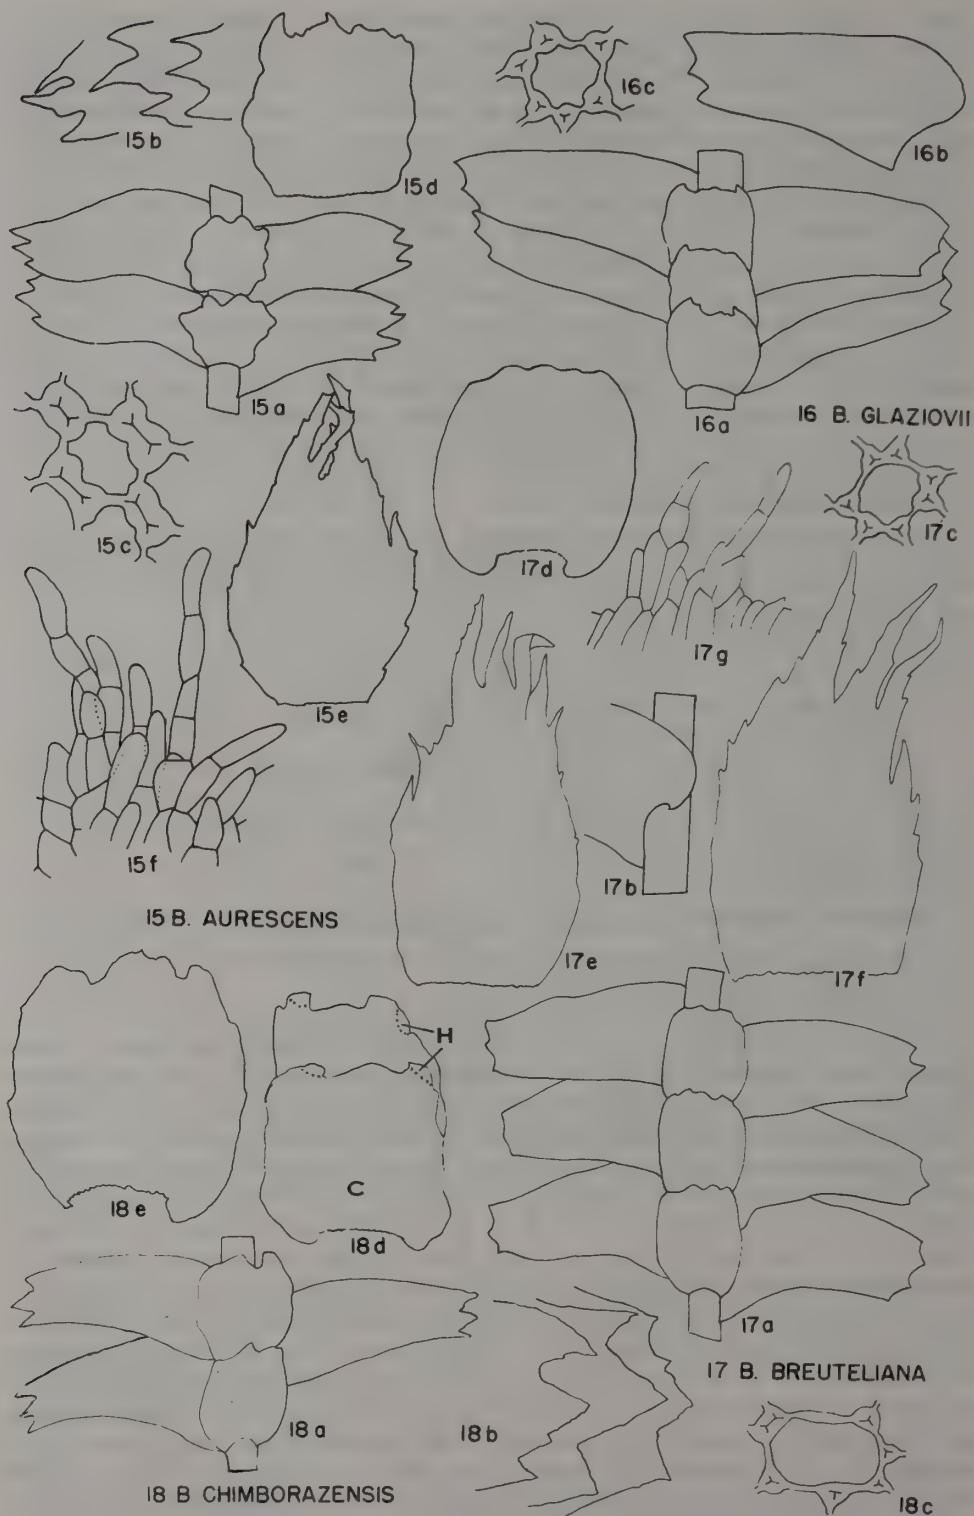 15b
15d
16c
16b
15a
16a
16 B. GLAZIOVII
15c
17d
17c
17g
15e
15f
17b
15 B. AURESCENS
17e
17f
H
18e
C
18d
17a
18a
18b
17 B. BREUTELIANA
18 B CHIMBORAZENSIS
18c